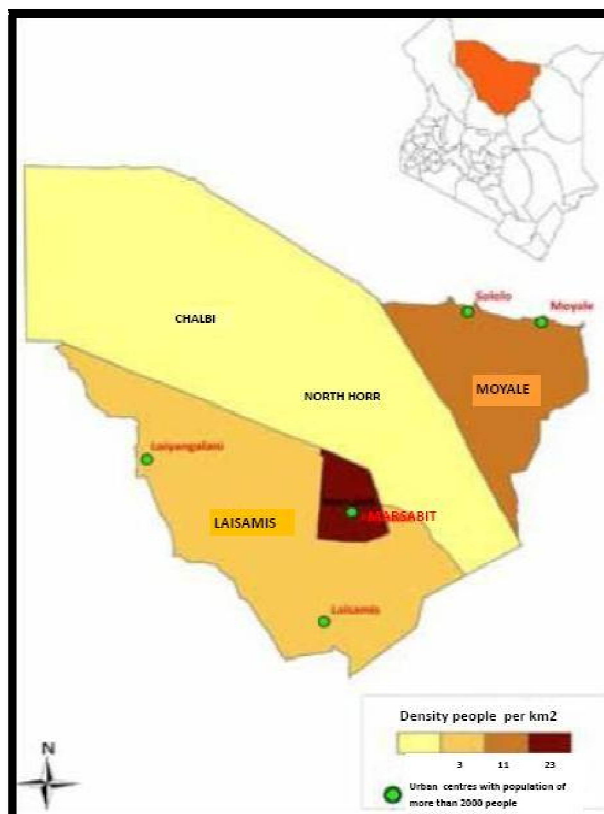 Sololo
Moyale
CHALBI
MOYALE
NORTH HORR
Loiyangalani
LAISAMIS
MARSABIT
Laisamis
Density people per km2
3 11 23
N
Urban centres with population of
more than 2000 people